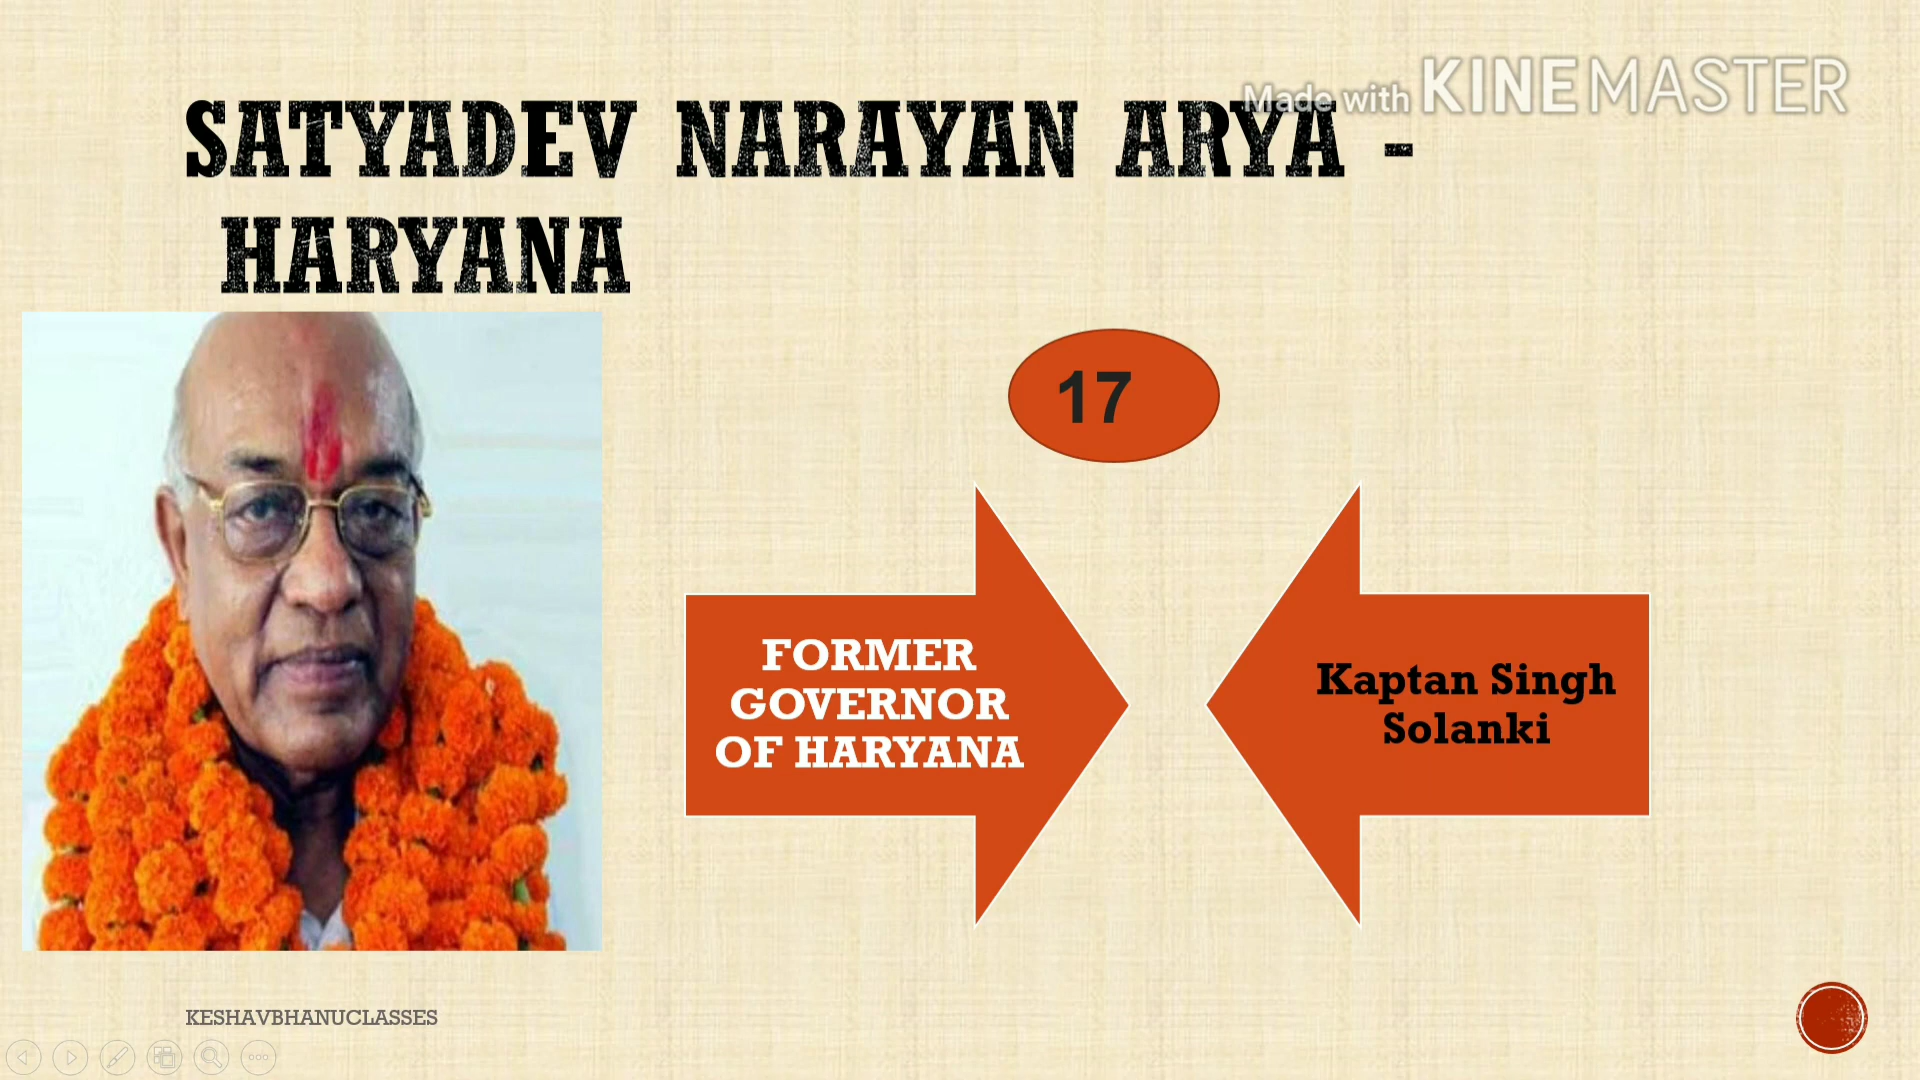 Made with KINEMASTER
SATYADEV NARAYAN ARYA -
HARYANA
17
FORMER
GOVERNOR
OF HARYANA
Kaptan Singh
Solanki
KESHAVBHANUCLASSES